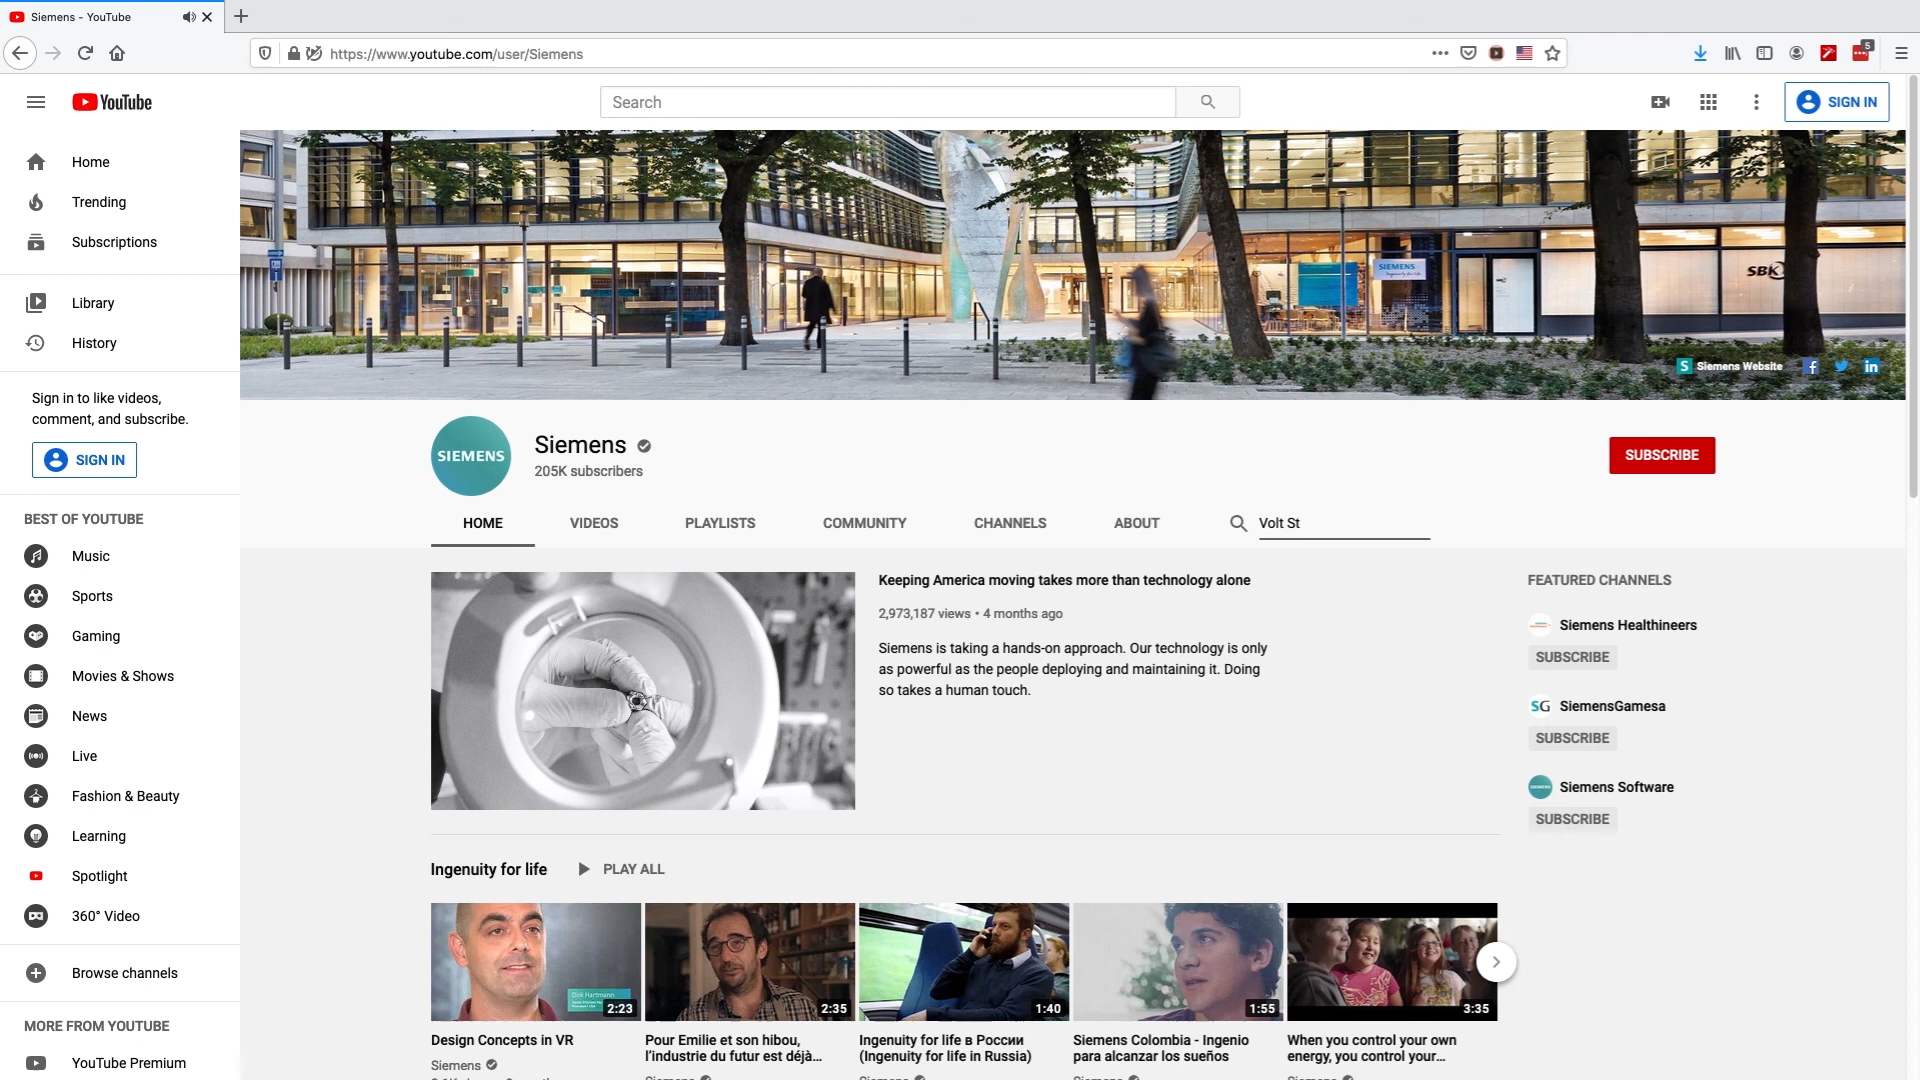 Siemens - YouTube
https://www.youtube.com/user/Siemens
5
YouTube
Search
SIGN IN
Home
Trending
Subscriptions
Library
History
Sign in to like videos,
comment, and subscribe.
SIGN IN
BEST OF YOUTUBE
Music
Sports
Gaming
Movies & Shows
News
Live
Fashion & Beauty
Learning
Spotlight
360° Video
Browse channels
MORE FROM YOUTUBE
YouTube Premium
SIEMENS
SBK
S Siemens Website
SIEMENS
Siemens
205K subscribers
SUBSCRIBE
HOME VIDEOS PLAYLISTS COMMUNITY CHANNELS ABOUT Volt St
Keeping America moving takes more than technology alone
2,973,187 views • 4 months ago
Siemens is taking a hands-on approach. Our technology is only
as powerful as the people deploying and maintaining it. Doing
so takes a human touch.
FEATURED CHANNELS
Siemens Healthineers
SUBSCRIBE
SG SiemensGamesa
SUBSCRIBE
Siemens Software
SUBSCRIBE
Ingenuity for life PLAY ALL
Dirk Hartmann
2:23
2:35
1:40
1:55
3:35
Design Concepts in VR
Siemens
Pour Emilie et son hibou,
l'industrie du futur est déjà...
Ingenuity for life в России
(Ingenuity for life in Russia)
Siemens Colombia - Ingenio
para alcanzar los sueños
When you control your own
energy, you control your...